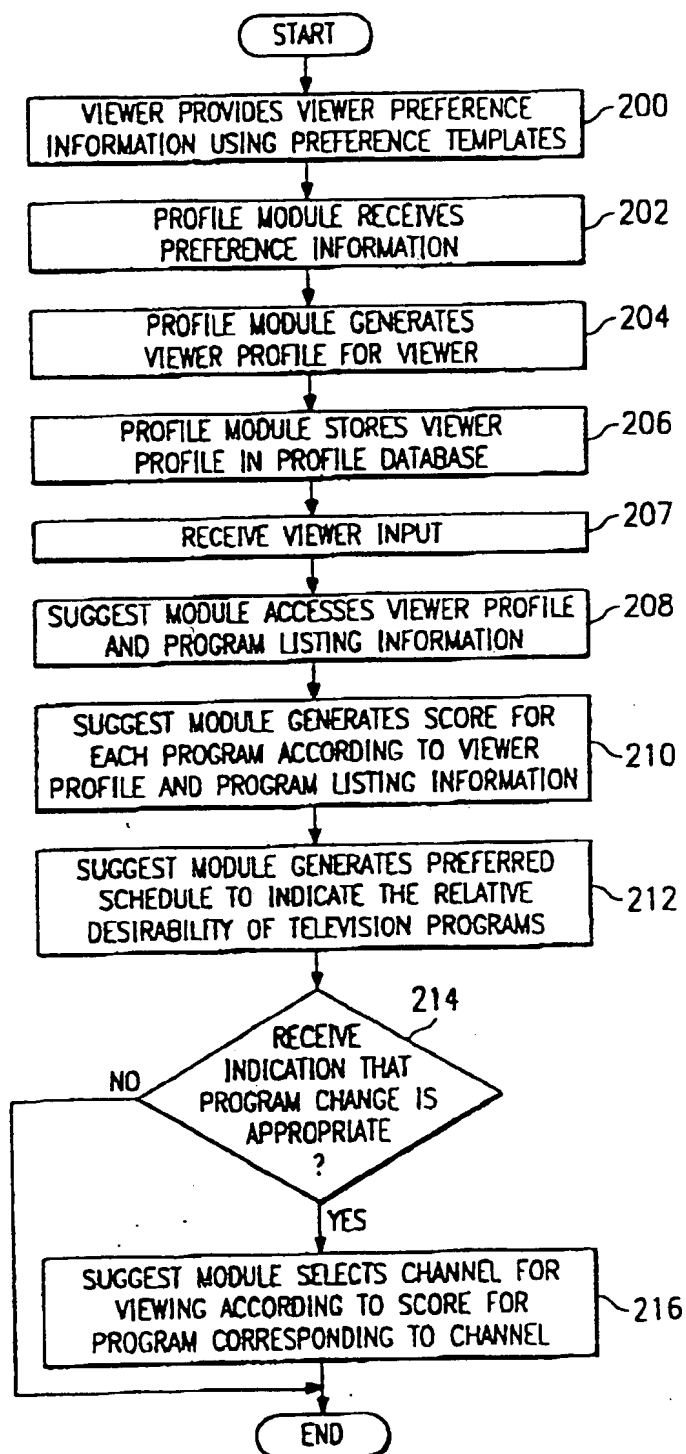 START
VIEWER PROVIDES VIEWER PREFERENCE
INFORMATION USING PREFERENCE TEMPLATES
200
PROFILE MODULE RECEIVES
PREFERENCE INFORMATION
202
PROFILE MODULE GENERATES
VIEWER PROFILE FOR VIEWER
204
PROFILE MODULE STORES VIEWER
PROFILE IN PROFILE DATABASE
206
RECEIVE VIEWER INPUT
207
SUGGEST MODULE ACCESSES VIEWER PROFILE
AND PROGRAM LISTING INFORMATION
208
SUGGEST MODULE GENERATES SCORE FOR
EACH PROGRAM ACCORDING TO VIEWER
PROFILE AND PROGRAM LISTING INFORMATION
210
SUGGEST MODULE GENERATES PREFERRED
SCHEDULE TO INDICATE THE RELATIVE
DESIRABILITY OF TELEVISION PROGRAMS
212
214
RECEIVE
INDICATION THAT
PROGRAM CHANGE IS
APPROPRIATE
?
NO
YES
SUGGEST MODULE SELECTS CHANNEL FOR
VIEWING ACCORDING TO SCORE FOR
PROGRAM CORRESPONDING TO CHANNEL
216
END